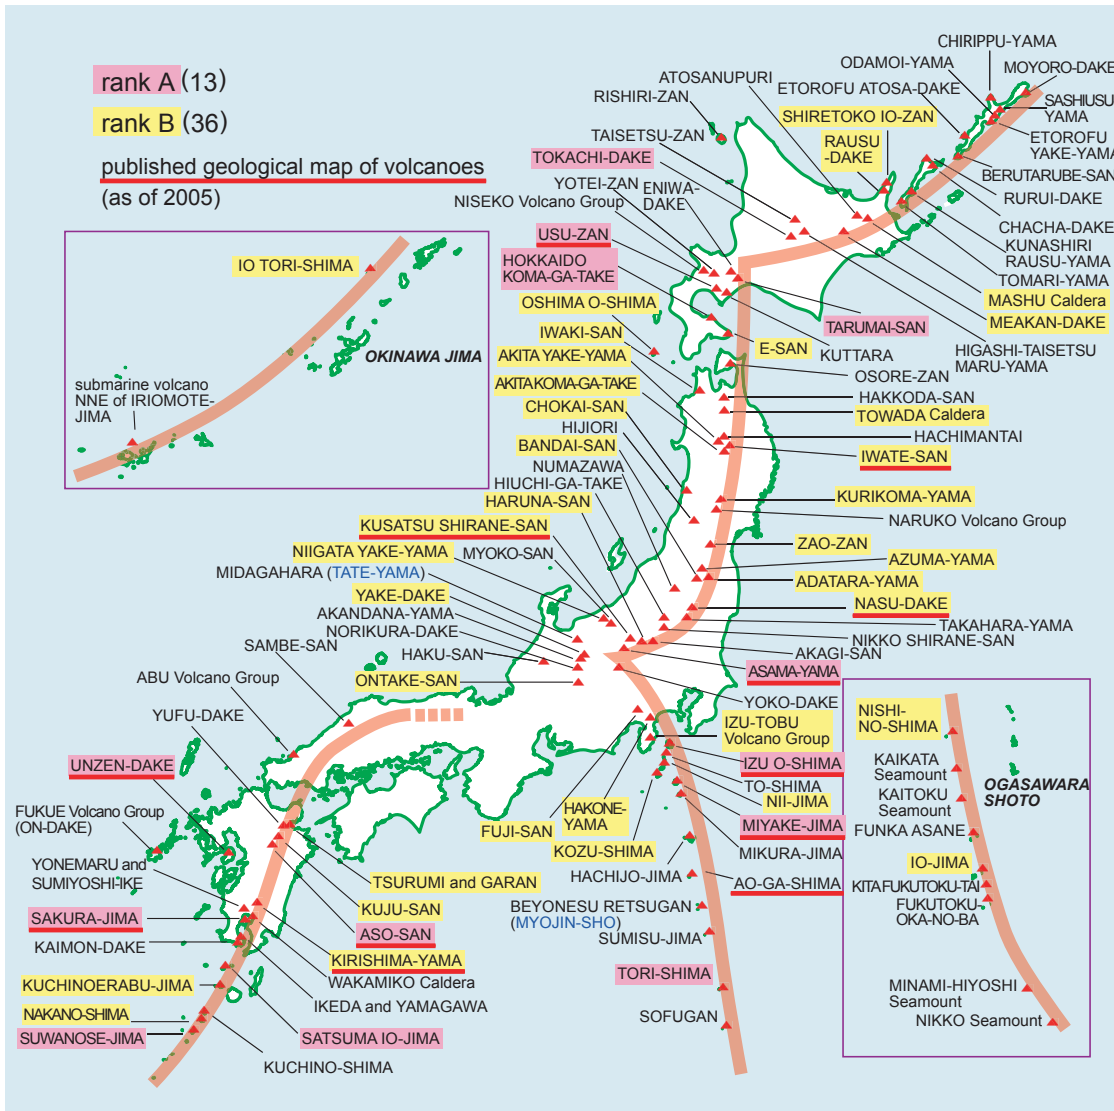 rank A (13)
rank B (36)
published geological map of volcanoes
(as of 2005)
CHIRIPPU-YAMA
ODAMOI-YAMA
MOYORO-DAKE
ATOSANUPURI
ETOROFU ATOSA-DAKE
RISHIRI-ZAN
SASHIUSU
YAMA
SHIRETOKO IO-ZAN
TAISETSU-ZAN
RAUSU
-DAKE
ETOROFU
YAKE-YAMA
TOKACHI-DAKE
BERUTARUBE-SAN
YOTEI-ZAN
ENIWA-
DAKE
RURUI-DAKE
NISEKO Volcano Group
CHACHA-DAKE
USU-ZAN
KUNASHIRI
RAUSU-YAMA
HOKKAIDO
KOMA-GA-TAKE
TOMARI-YAMA
OSHIMA O-SHIMA
MASHU Caldera
TARUMAI-SAN
MEAKAN-DAKE
IWAKI-SAN
E-SAN
KUTTARA
HIGASHI-TAISETSU
MARU-YAMA
AKITA YAKE-YAMA
OSORE-ZAN
AKITA KOMA-GA-TAKE
HAKKODA-SAN
CHOKAI-SAN
TOWADA Caldera
HIJIORI
HACHIMANTAI
BANDAI-SAN
IWATE-SAN
NUMAZAWA
HIUCHI-GA-TAKE
HARUNA-SAN
KURIKOMA-YAMA
KUSATSU SHIRANE-SAN
NARUKO Volcano Group
NIIGATA YAKE-YAMA
MYOKO-SAN
ZAO-ZAN
MIDAGAHARA (TATE-YAMA)
AZUMA-YAMA
YAKE-DAKE
ADATARA-YAMA
AKANDANA-YAMA
NASU-DAKE
NORIKURA-DAKE
TAKAHARA-YAMA
SAMBE-SAN
HAKU-SAN
NIKKO SHIRANE-SAN
AKAGI-SAN
ONTAKE-SAN
ASAMA-YAMA
ABU Volcano Group
YOKO-DAKE
YUFU-DAKE
IZU-TOBU
Volcano Group
UNZEN-DAKE
IZU O-SHIMA
TO-SHIMA
NII-JIMA
FUKUE Volcano Group
(ON-DAKE)
HAKONE-
YAMA
FUJI-SAN
MIYAKE-JIMA
KOZU-SHIMA
MIKURA-JIMA
YONEMARU and
SUMIYOSHI-IKE
HACHIJO-JIMA
TSURUMI and GARAN
AO-GA-SHIMA
KUJU-SAN
BEYONESU RETSUGAN
(MYOJIN-SHO)
SAKURA-JIMA
ASO-SAN
SUMISU-JIMA
KAIMON-DAKE
KIRISHIMA-YAMA
WAKAMIKO Caldera
TORI-SHIMA
KUCHINOERABU-JIMA
IKEDA and YAMAGAWA
NAKANO-SHIMA
SOFUGAN
SUWANOSE-JIMA
SATSUMA IO-JIMA
KUCHINO-SHIMA
IO TORI-SHIMA
OKINAWA JIMA
submarine volcano
NNE of IRIOMOTE-
JIMA
NISHI-
NO-SHIMA
KAIKATA
Seamount
OGASAWARA
SHOTO
KAITOKU
Seamount
FUNKA ASANE
IO-JIMA
KITA FUKUTOKU-TAI
FUKUTOKU-
OKA-NO-BA
MINAMI-HIYOSHI
Seamount
NIKKO Seamount